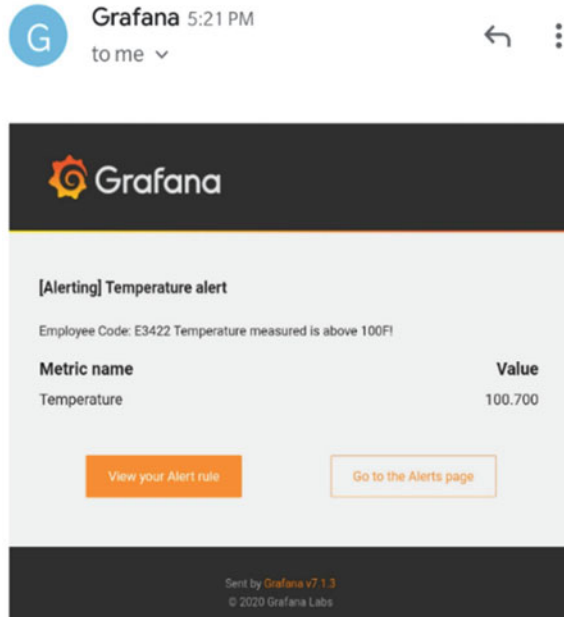 G
Grafana 5:21 PM
to me
Grafana
[Alerting] Temperature alert
Employee Code: E3422 Temperature measured is above 100F!
Metric name Value
Temperature 100.700
View your Alert rule Go to the Alerts page
Sent by Grafana v7.1.3
© 2020 Grafana Labs